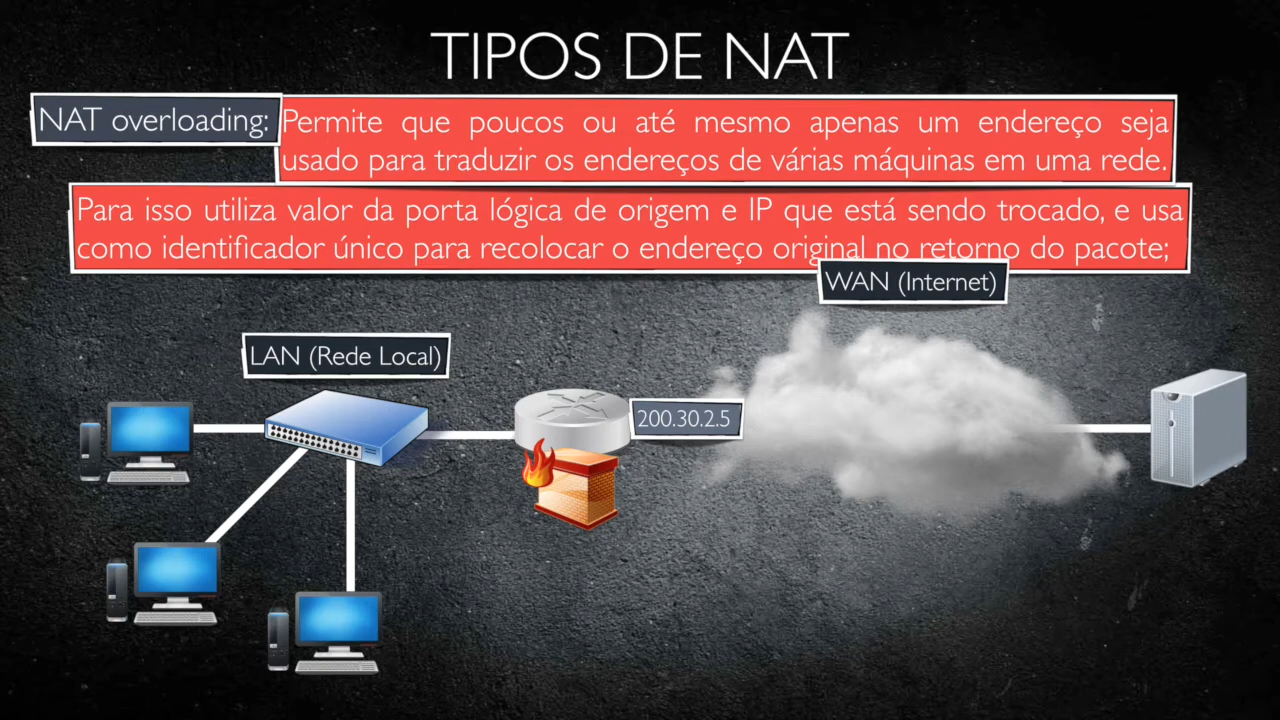 TIPOS DE NAT
NAT overloading:
Permite que poucos ou até mesmo apenas um endereço seja
usado para traduzir os endereços de várias máquinas em uma rede.
Para isso utiliza valor da porta lógica de origem e IP que está sendo trocado, e usa
como identificador único para recolocar o endereço original no retorno do pacote;
WAN (Internet)
LAN (Rede Local)
200.30.2.5